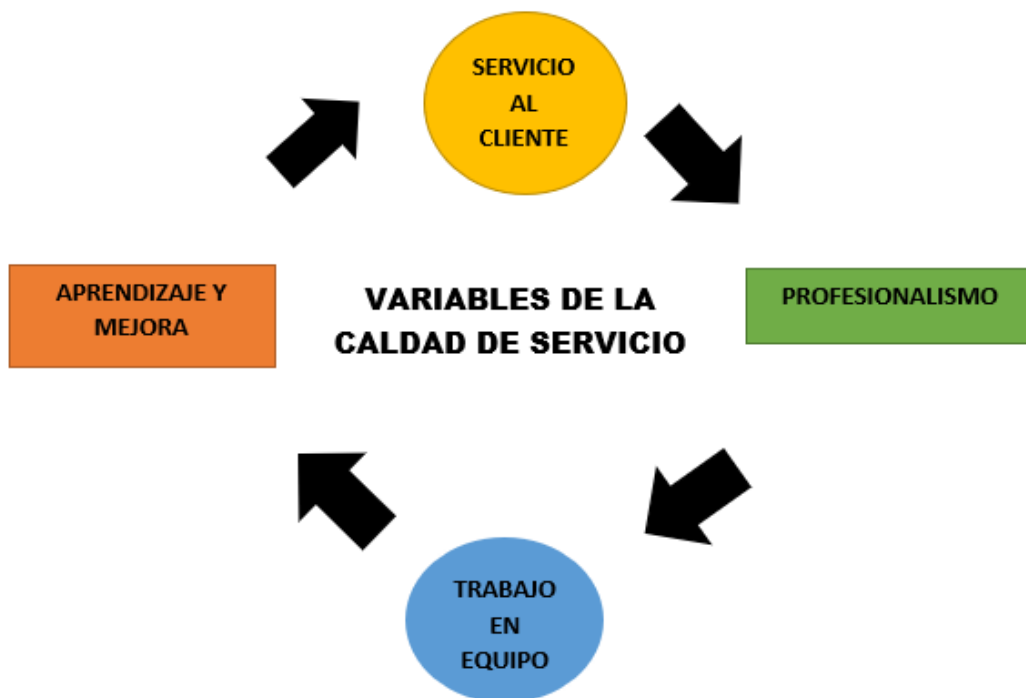 SERVICIO
AL
CLIENTE
APRENDIZAJE Y
MEJORA
VARIABLES DE LA
CALDAD DE SERVICIO
PROFESIONALISMO
TRABAJO
EN
EQUIPO